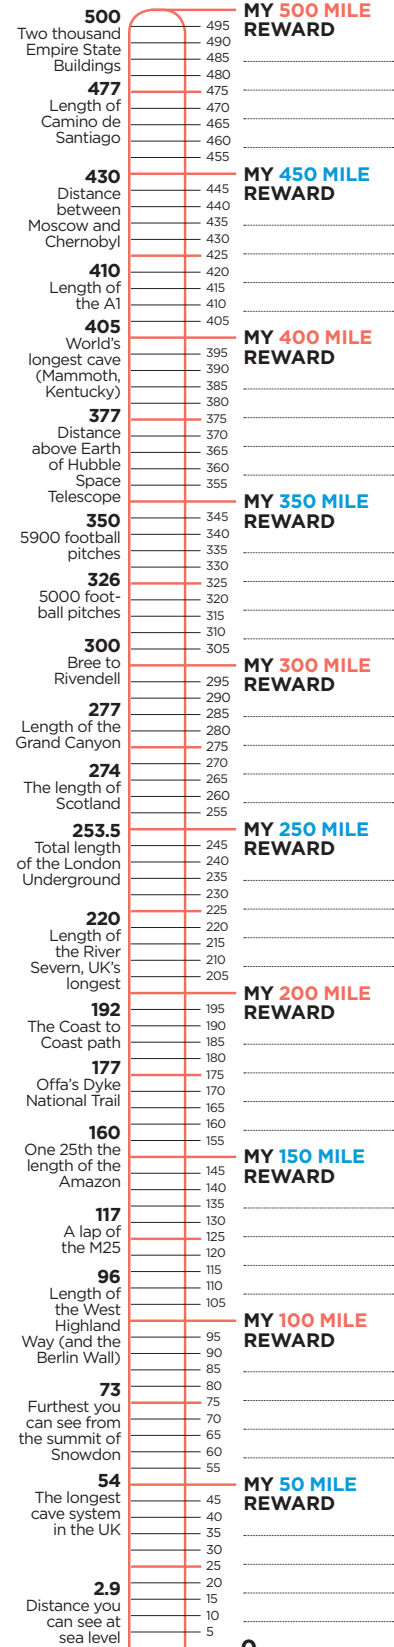 500
Two thousand
Empire State
Buildings
477
Length of
Camino de
Santiago
430
Distance
between
Moscow and
Chernobyl
410
Length of
the A1
405
World's
longest cave
(Mammoth,
Kentucky)
377
Distance
above Earth
of Hubble
Space
Telescope
350
5900 football
pitches
326
5000 foot-
ball pitches
300
Bree to
Rivendell
277
Length of the
Grand Canyon
274
The length of
Scotland
253.5
Total length
of the London
Underground
220
Length of
the River
Severn, UK's
longest
192
The Coast to
Coast path
177
Offa's Dyke
National Trail
160
One 25th the
length of the
Amazon
117
A lap of
the M25
96
Length of
the West
Highland
Way (and the
Berlin Wall)
73
Furthest you
can see from
the summit of
Snowdon
54
The longest
cave system
in the UK
2.9
Distance you
can see at
sea level
495
490
485
480
475
470
465
460
455
445
440
435
430
425
420
415
410
405
395
390
385
380
375
370
365
360
355
345
340
335
330
325
320
315
310
305
295
290
285
280
275
270
265
260
255
245
240
235
230
225
220
215
210
205
195
190
185
180
175
170
165
160
155
145
140
135
130
125
120
115
110
105
95
90
85
80
75
70
65
60
55
45
40
35
30
25
20
15
10
5
MY 500 MILE
REWARD
MY 450 MILE
REWARD
MY 400 MILE
REWARD
MY 350 MILE
REWARD
MY 300 MILE
REWARD
MY 250 MILE
REWARD
MY 200 MILE
REWARD
MY 150 MILE
REWARD
MY 100 MILE
REWARD
MY 50 MILE
REWARD